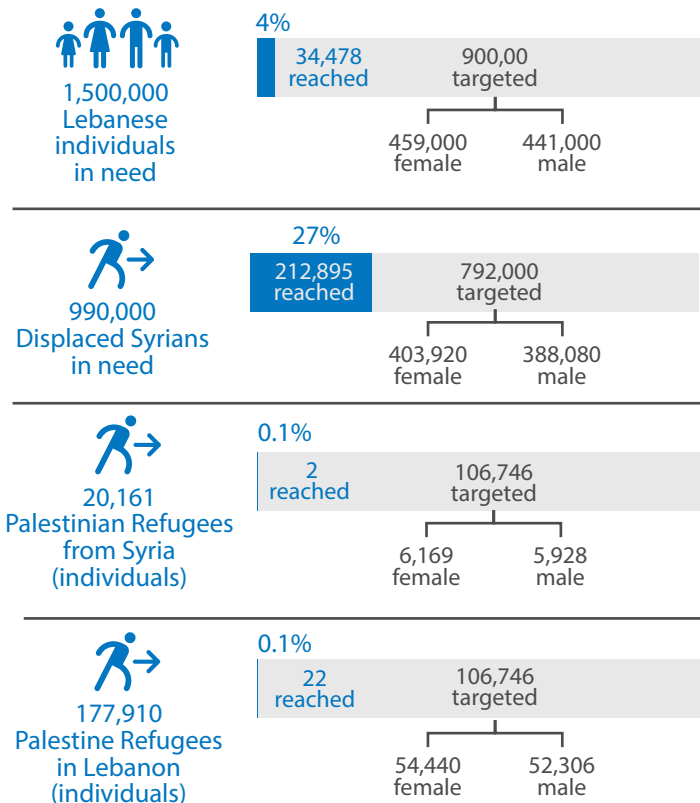 1,500,000
Lebanese
individuals
in need
4%
34,478
reached
900,00
targeted
459,000
female
441,000
male
990,000
Displaced Syrians
in need
27%
212,895
reached
792,000
targeted
403,920
female
388,080
male
20,161
Palestinian Refugees
from Syria
(individuals)
0.1%
2
reached
106,746
targeted
6,169
female
5,928
male
177,910
Palestine Refugees
in Lebanon
(individuals)
0.1%
22
reached
106,746
targeted
54,440
female
52,306
male